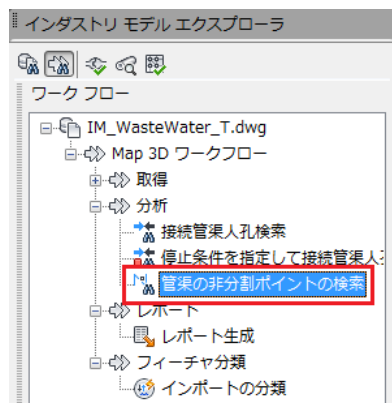 インダストリ モデル エクスプローラ
ワーク フロー
IM_WasteWater_T.dwg
Map 3D ワークフロー
取得
分析
接続管渠人孔検索
停止条件を指定して接続管渠人
管渠の非分割ポイントの検索
レポート
レポート生成
フィーチャ分類
インポートの分類